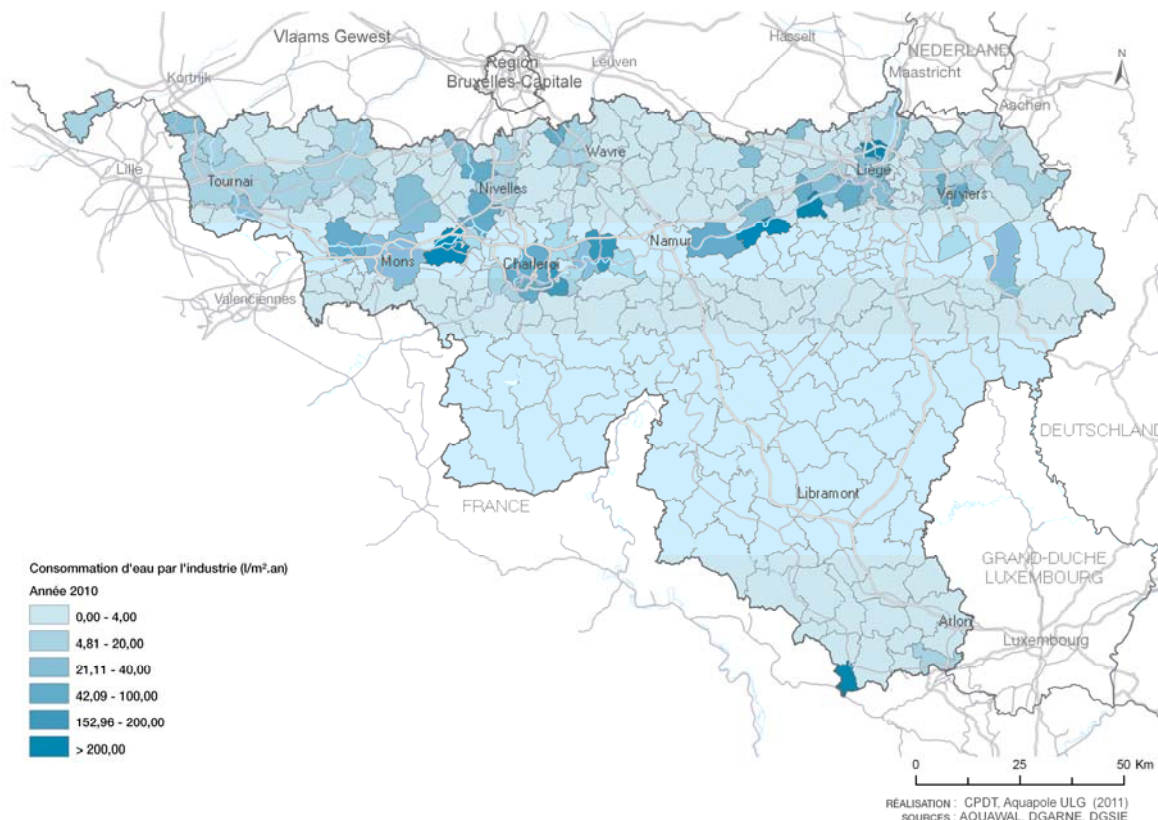 Vlaams Gewest
Hasselt
NEDERLAND
Région
Bruxelles-Capitale
Leuven
Maastricht
N
Kortrijk
Aachen
Lille
Wavre
Liège
Tournai
Nivelles
Verviers
Namur
Mons
Charleroi
Valenciennes
DEUTSCHLAND
Libramont
FRANCE
GRAND-DUCHE
LUXEMBOURG
Arlon
Luxembourg
Consommation d'eau par l'industrie (l/m².an)
Année 2010
0,00 - 4,00
4,81 - 20,00
21,11 - 40,00
42,09 - 100,00
152,96 - 200,00
> 200,00
0 25 50 Km
RÉALISATION : CPDT, Aquapole ULG (2011)
SOURCES : AQUAWAL, DGARNE, DGSIE